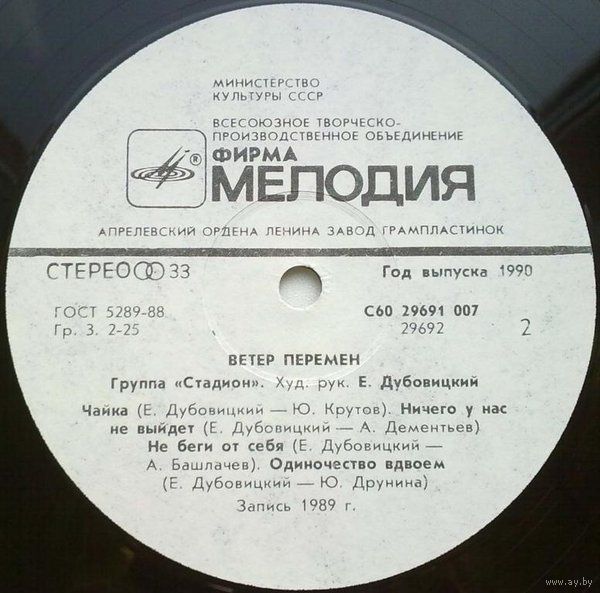 МИНИСТЕРСТВО
КУЛЬТУРЫ СССР
ВСЕСОЮЗНОЕ ТВОРЧЕСКО-
ПРОИЗВОДСТВЕННОЕ ОБЪЕДИНЕНИЕ
®
ФИРМА
МЕЛОДИЯ
АПРЕЛЕВСКИЙ ОРДЕНА ЛЕНИНА ЗАВОД ГРАМПЛАСТИНОК
СТЕРЕО 33
Год выпуска 1990
ГОСТ 5289-88
Гр. 3. 2-25
С60 29691 007
29692
2
ВЕТЕР ПЕРЕМЕН
Группа «Стадион». Худ. рук. Е. Дубовицкий
Чайка (Е. Дубовицкий — Ю. Крутов). Ничего у нас
не выйдет (Е. Дубовицкий — А. Дементьев)
Не беги от себя (Е. Дубовицкий —
А. Башлачев). Одиночество вдвоем
(Е. Дубовицкий — Ю. Друнина)
Запись 1989 г.
www.ay.by